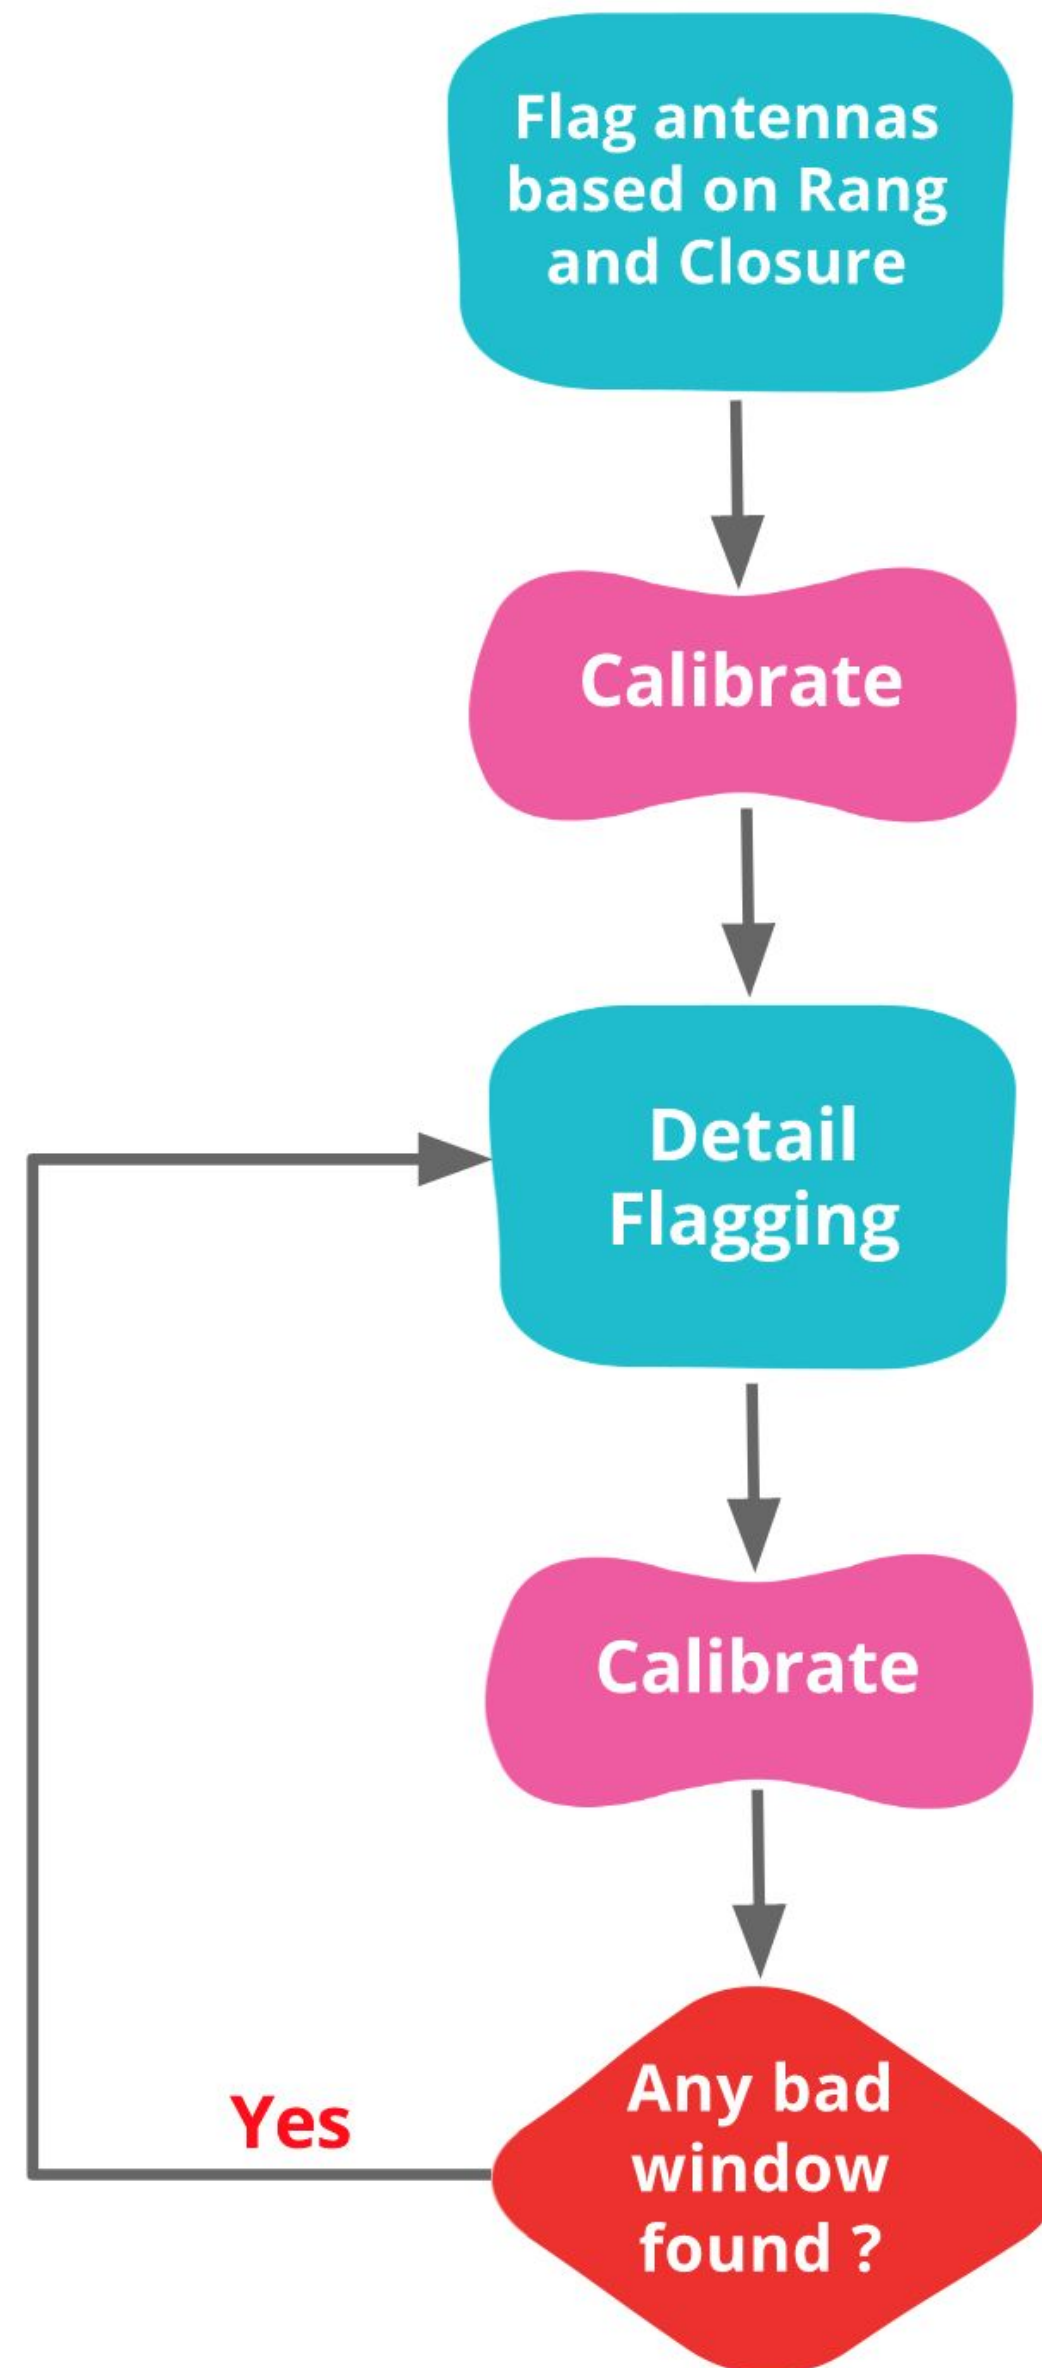 Flag antennas
based on Rang
and Closure
Calibrate
Detail
Flagging
Calibrate
Any bad
window
found ?
Yes